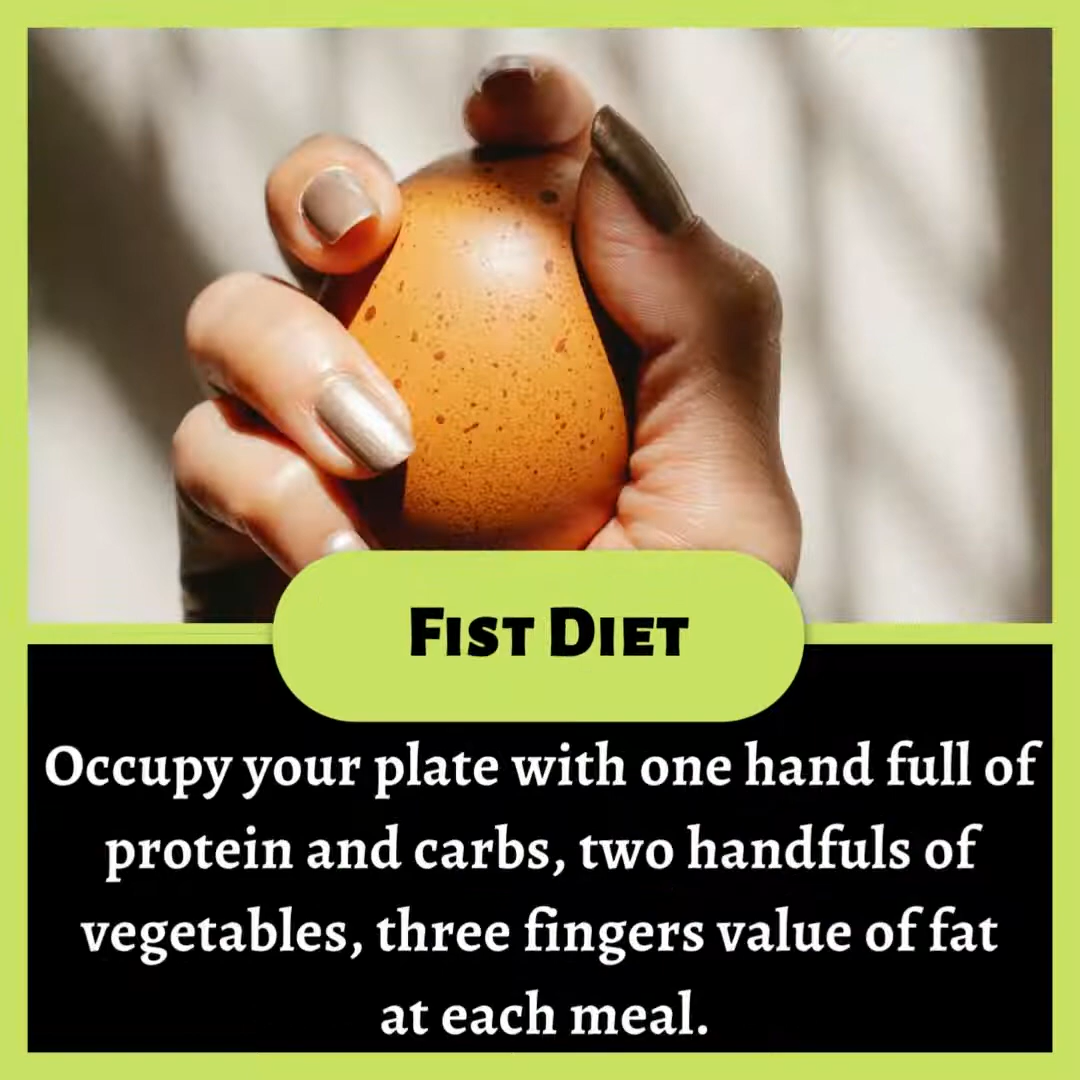 Fist Diet
Occupy your plate with one hand full of
protein and carbs, two handfuls of
vegetables, three fingers value of fat
at each meal.